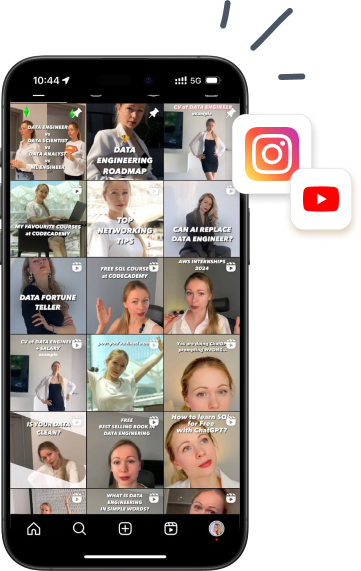 10:44
5G
DATA ENGINEER
vs
DATA SCIENTIST
vs
DATA ANALYST
vs
ML ENGINEER
DATA
ENGINEERING
ROADMAP
CV of DATA ENGINEER
example
MY FAVOURITE COURSES
at CODECADEMY
TOP
NETWORKING
TIPS
CAN AI REPLACE
DATA ENGINEER?
DATA FORTUNE
TELLER
FREE SQL COURSE
at CODECADEMY
AWS INTERNSHIPS
2024
CV of DATA ENGINEER
+ SALARY
example
You are doing ChatGPT
prompting WRONG...
IS YOUR DATA
CLEAN?
FREE
BEST SELLING BOOK in
DATA ENGINEERING
How to learn SQL
for Free
with ChatGPT?
WHAT IS DATA
ENGINEERING
IN SIMPLE WORDS?